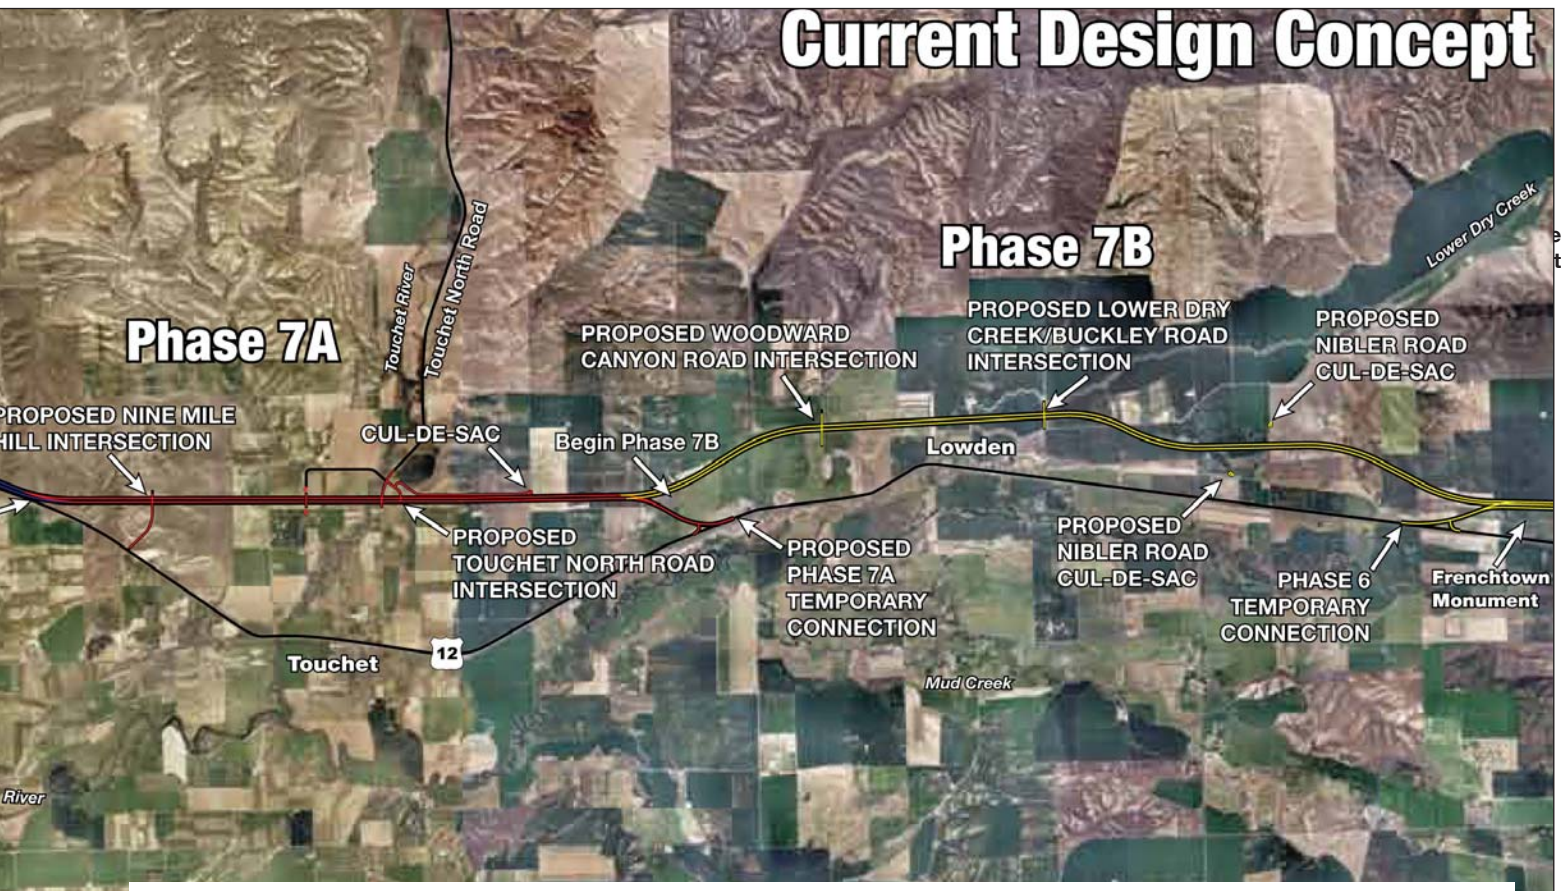 Current Design Concept
Lower Dry Creek
e
t
Touchet North Road
Touchet River
Phase 7B
Phase 7A
PROPOSED WOODWARD
CANYON ROAD INTERSECTION
PROPOSED LOWER DRY
CREEK/BUCKLEY ROAD
INTERSECTION
PROPOSED
NIBLER ROAD
CUL-DE-SAC
PROPOSED NINE MILE
HILL INTERSECTION
CUL-DE-SAC
Begin Phase 7B
Lowden
PROPOSED
TOUCHET NORTH ROAD
INTERSECTION
PROPOSED
PHASE 7A
TEMPORARY
CONNECTION
PROPOSED
NIBLER ROAD
CUL-DE-SAC
PHASE 6
TEMPORARY
CONNECTION
Frenchtown
Monument
12
Touchet
Mud Creek
River